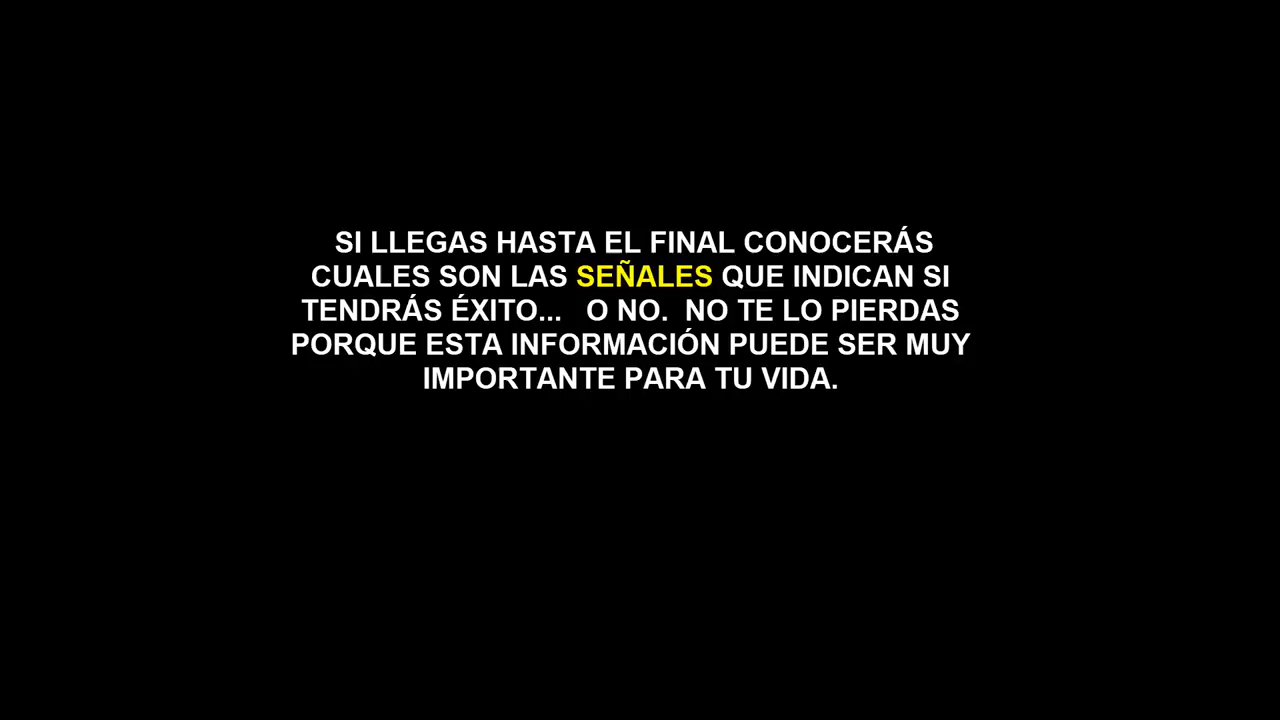 SI LLEGAS HASTA EL FINAL CONOCERÁS
CUALES SON LAS SEÑALES QUE INDICAN SI
TENDRÁS ÉXITO...   O NO.  NO TE LO PIERDAS
PORQUE ESTA INFORMACIÓN PUEDE SER MUY
IMPORTANTE PARA TU VIDA.